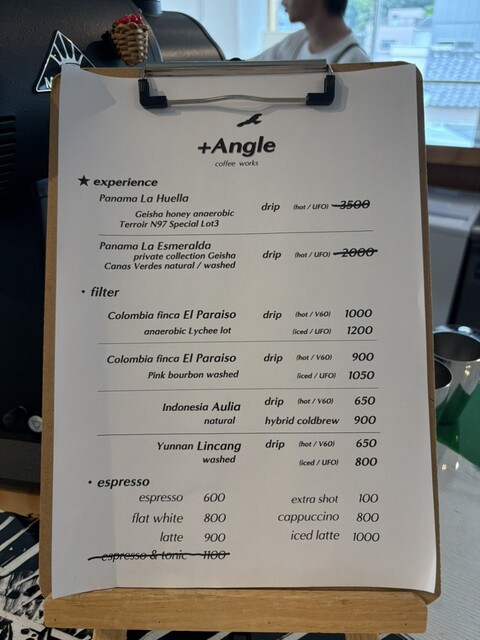 +Angle
coffee works
★ experience
Panama La Huella drip (hot / UFO) 3500
Geisha honey anaerobic
Terroir N97 Special Lot3
Panama La Esmeralda drip (hot / UFO) 2000
private collection Geisha
Canas Verdes natural / washed
・filter
Colombia finca El Paraiso drip (hot / V60) 1000
anaerobic Lychee lot (iced / UFO) 1200
Colombia finca El Paraiso drip (hot / V60) 900
Pink bourbon washed (iced / UFO) 1050
Indonesia Aulia drip (hot / V60) 650
natural hybrid coldbrew 900
Yunnan Lincang drip (hot / V60) 650
washed (iced / UFO) 800
・espresso
espresso 600 extra shot 100
flat white 800 cappuccino 800
latte 900 iced latte 1000
espresso & tonic 1100